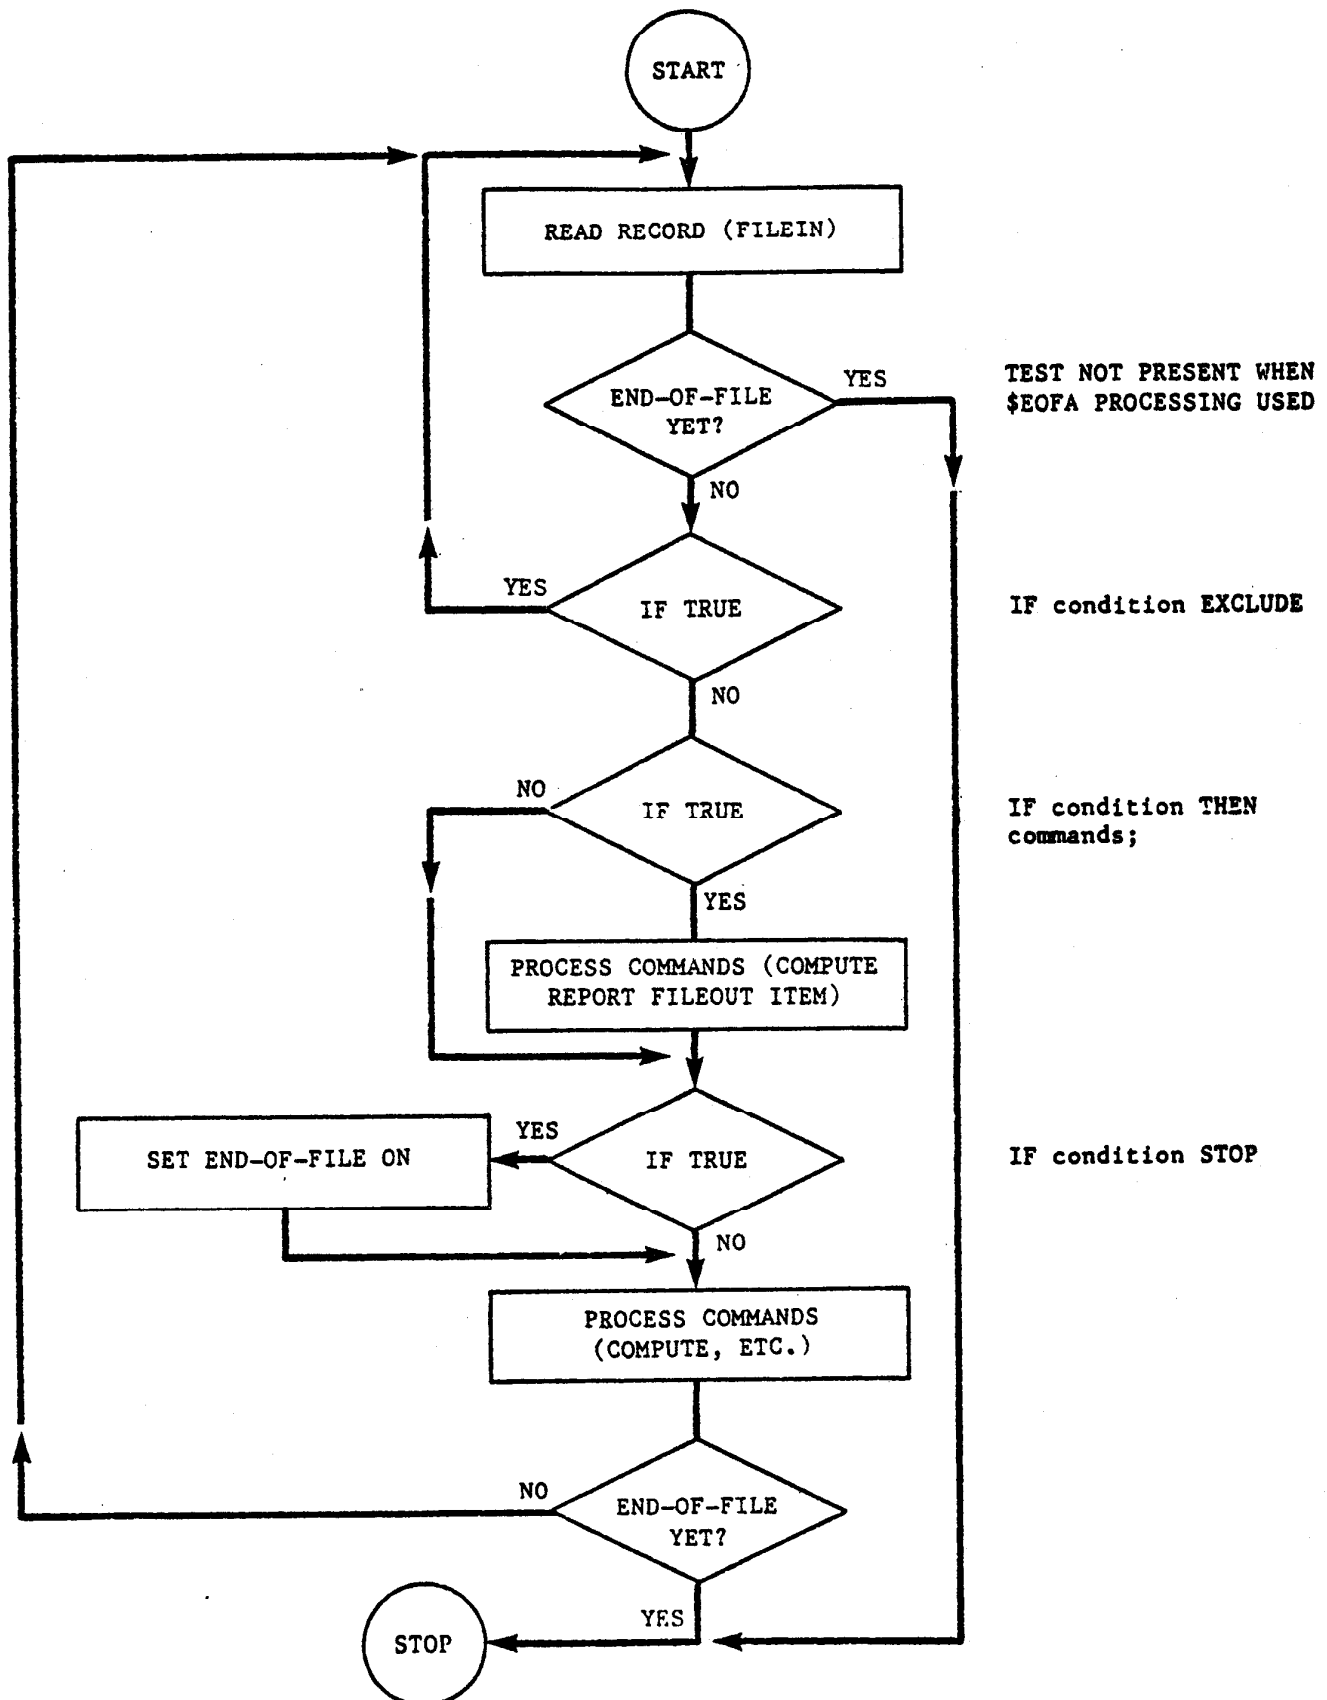 START
READ RECORD (FILEIN)
END-OF-FILE
YET?
YES
TEST NOT PRESENT WHEN
$EOFA PROCESSING USED
NO
YES
IF TRUE
IF condition EXCLUDE
NO
NO
IF TRUE
IF condition THEN
commands;
YES
PROCESS COMMANDS (COMPUTE
REPORT FILEOUT ITEM)
SET END-OF-FILE ON
YES
IF TRUE
IF condition STOP
NO
PROCESS COMMANDS
(COMPUTE, ETC.)
NO
END-OF-FILE
YET?
YES
STOP